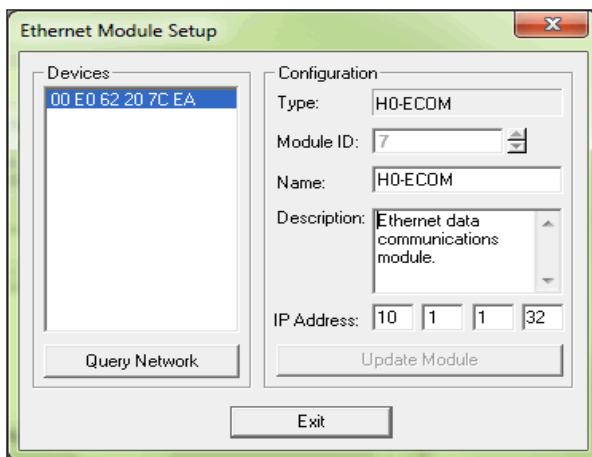 Ethernet Module Setup
Devices
00 E0 62 20 7C EA
Query Network
Configuration
Type: H0-ECOM
Module ID: 7
Name: H0-ECOM
Description: Ethernet data
communications
module.
IP Address: 10 1 1 32
Update Module
Exit